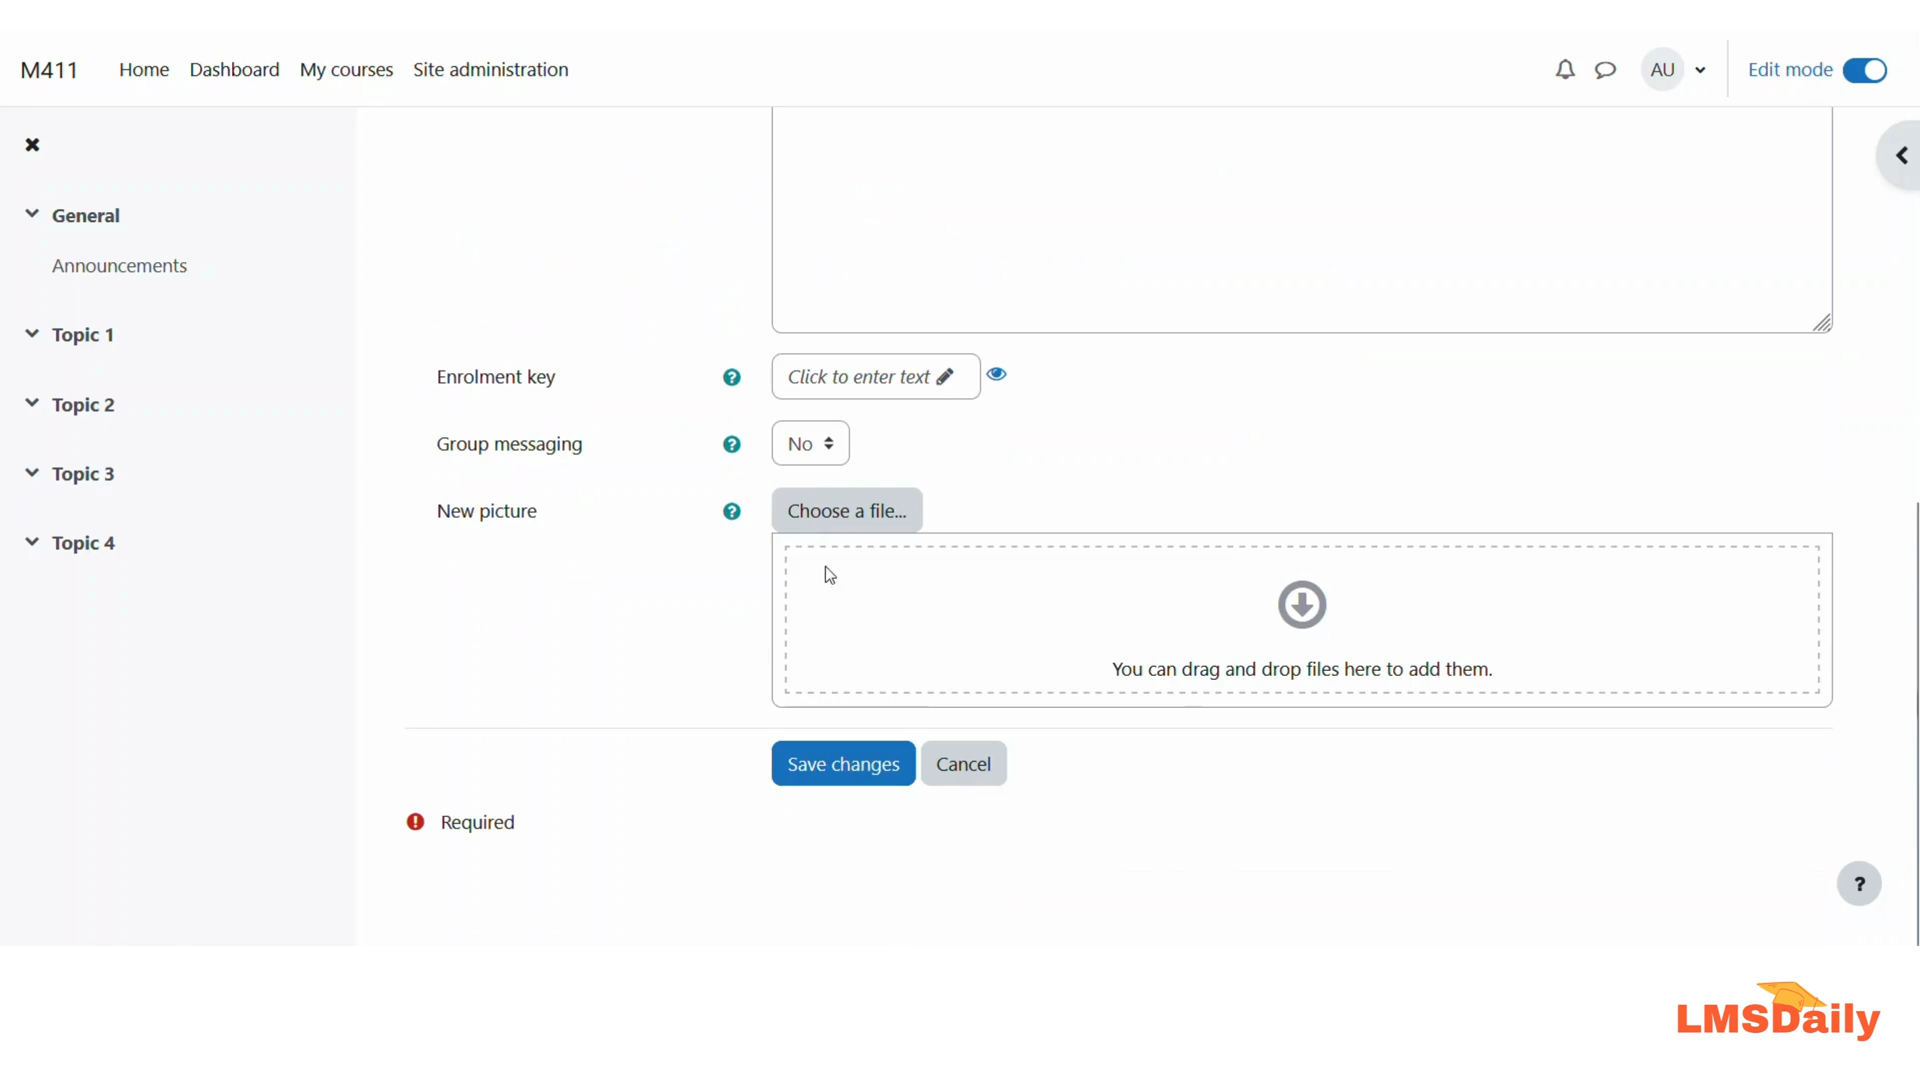 M411 Home Dashboard My courses Site administration AU Edit mode
General
Announcements
Topic 1
Topic 2
Topic 3
Topic 4
Enrolment key ? Click to enter text
Group messaging ? No
New picture ? Choose a file...
You can drag and drop files here to add them.
Save changes Cancel
! Required
?
LMSDaily